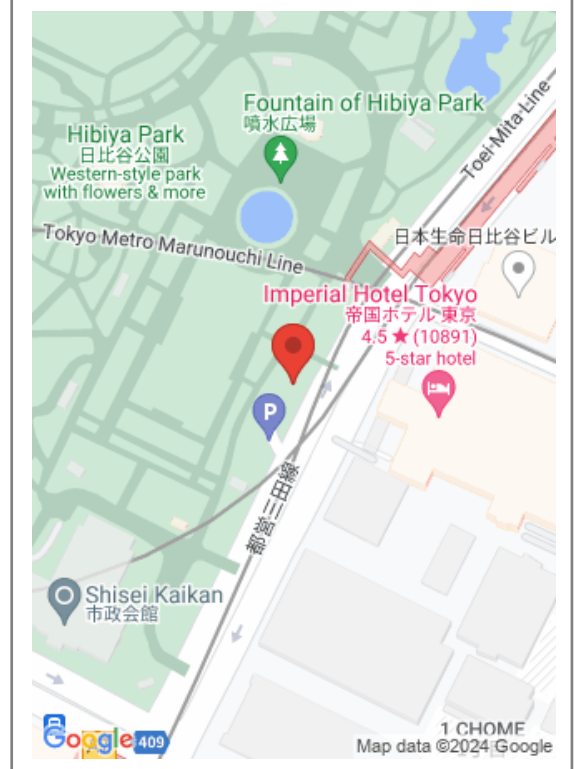 Fountain of Hibiya Park
噴水広場
Hibiya Park
日比谷公園
Western-style park
with flowers & more
Toei-Mita-Line
Tokyo Metro Marunouchi Line
日本生命日比谷ビル
Imperial Hotel Tokyo
帝国ホテル 東京
4.5 ★ (10891)
5-star hotel
P
都営三田線
Shisei Kaikan
市政会館
Google
409
1 CHOME
Map data ©2024 Google